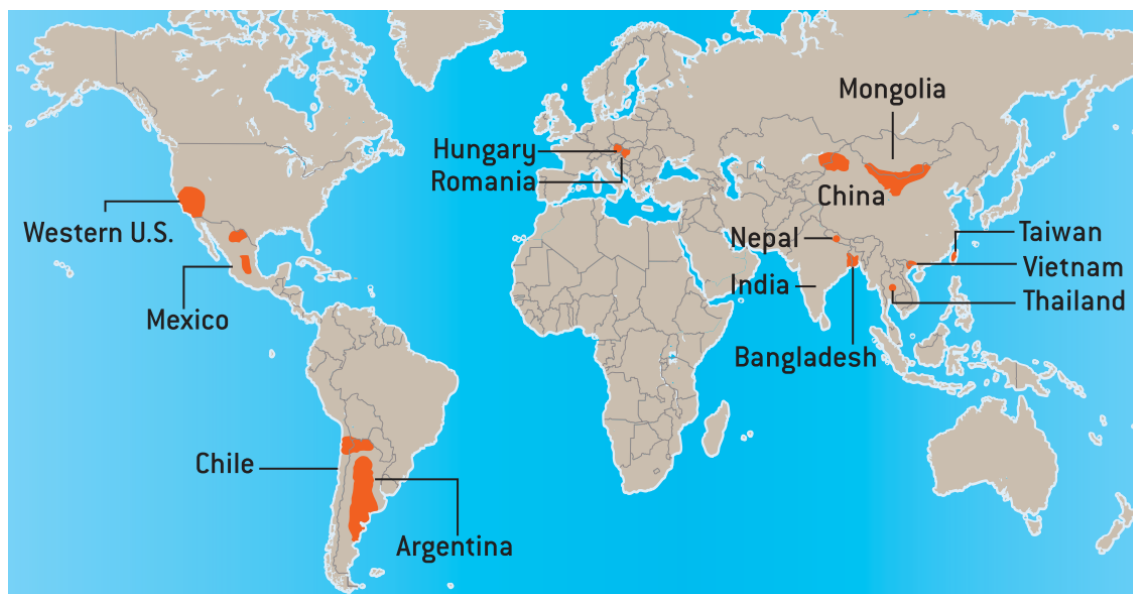 Mongolia
Hungary
Romania
China
Western U.S.
Nepal
Taiwan
India
Vietnam
Thailand
Mexico
Bangladesh
Chile
Argentina